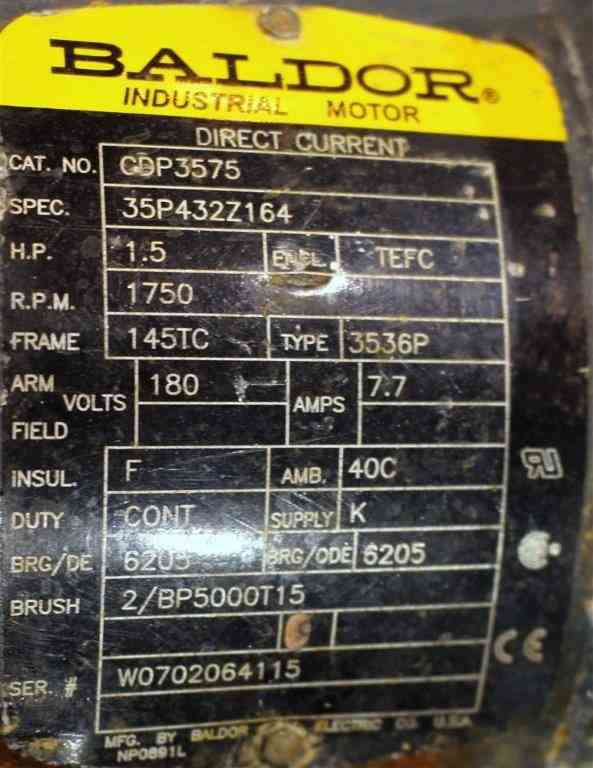 BALDOR®
INDUSTRIAL MOTOR
DIRECT CURRENT
CAT. NO. CDP3575
SPEC. 35P432Z164
H.P. 1.5 ENCL. TEFC
R.P.M. 1750
FRAME 145TC TYPE 3536P
ARM 180 7.7
VOLTS AMPS
FIELD
INSUL. F AMB. 40C
DUTY CONT SUPPLY K
BRG/DE 6205 BRG/ODE 6205
BRUSH 2/BP5000T15
SER. # W0702064115
MFG. BY BALDOR ELECTRIC CO. U.S.A.
NP0891L
UR
CE